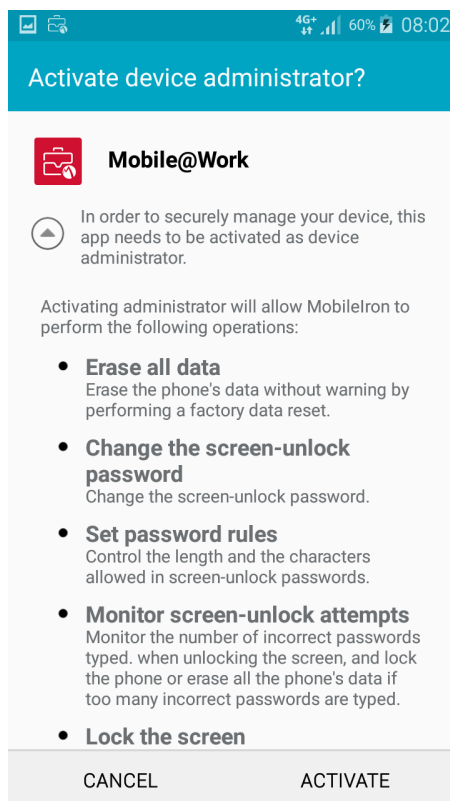 4G+ 60% 08:02
Activate device administrator?
Mobile@Work
In order to securely manage your device, this
app needs to be activated as device
administrator.
Activating administrator will allow MobileIron to
perform the following operations:
• Erase all data
Erase the phone's data without warning by
performing a factory data reset.
• Change the screen-unlock
password
Change the screen-unlock password.
• Set password rules
Control the length and the characters
allowed in screen-unlock passwords.
• Monitor screen-unlock attempts
Monitor the number of incorrect passwords
typed. when unlocking the screen, and lock
the phone or erase all the phone's data if
too many incorrect passwords are typed.
• Lock the screen
CANCEL ACTIVATE